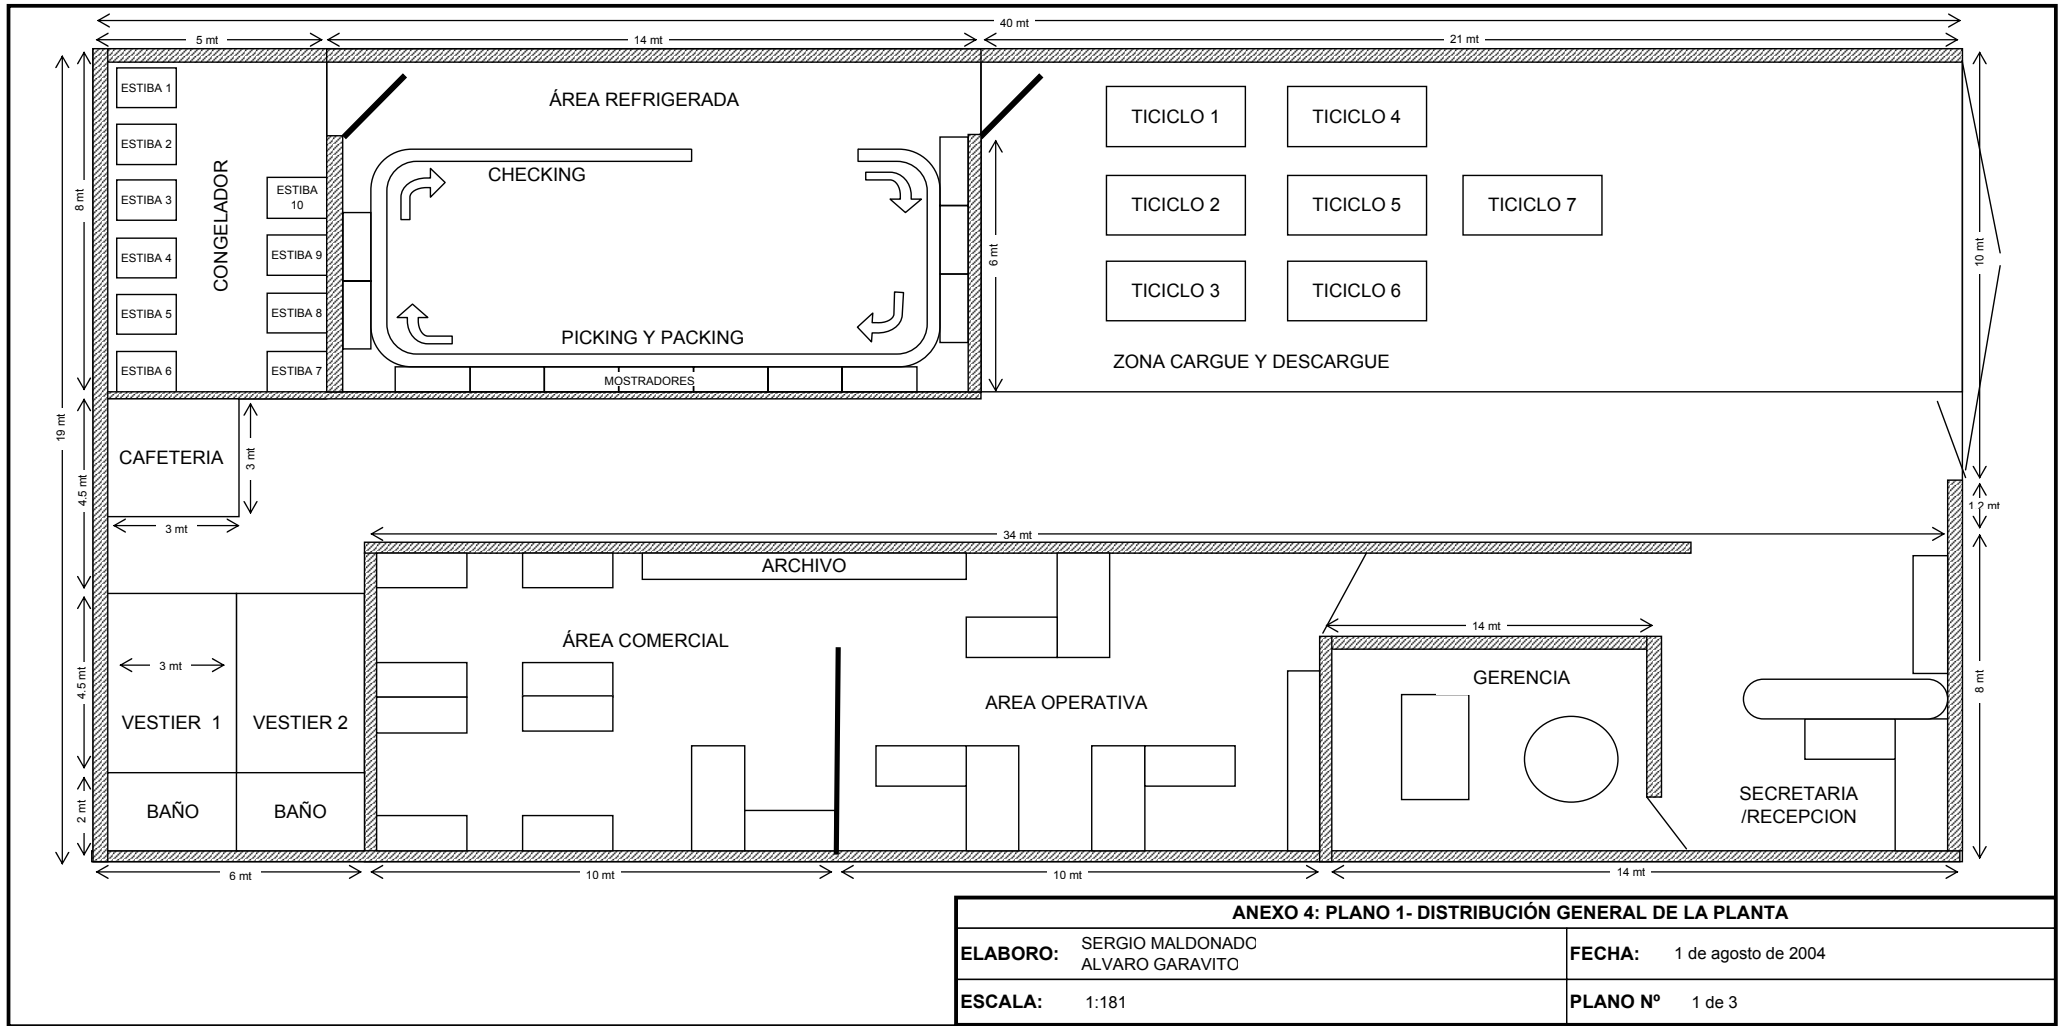 40 mt
5 mt
14 mt
21 mt
ESTIBA 1
ESTIBA 2
ESTIBA 3
ESTIBA 4
ESTIBA 5
ESTIBA 6
CONGELADOR
ESTIBA
10
ESTIBA 9
ESTIBA 8
ESTIBA 7
8 mt
19 mt
ÁREA REFRIGERADA
CHECKING
PICKING Y PACKING
MOSTRADORES
6 mt
TICICLO 1
TICICLO 4
TICICLO 2
TICICLO 5
TICICLO 7
TICICLO 3
TICICLO 6
ZONA CARGUE Y DESCARGUE
10 mt
CAFETERIA
3 mt
3 mt
4.5 mt
1.2 mt
34 mt
ARCHIVO
ÁREA COMERCIAL
AREA OPERATIVA
14 mt
GERENCIA
8 mt
SECRETARIA
/RECEPCION
4.5 mt
3 mt
VESTIER 1
VESTIER 2
2 mt
BAÑO
BAÑO
6 mt
10 mt
10 mt
14 mt
ANEXO 4: PLANO 1- DISTRIBUCIÓN GENERAL DE LA PLANTA
ELABORO:
SERGIO MALDONADO
ALVARO GARAVITO
FECHA: 1 de agosto de 2004
ESCALA: 1:181
PLANO Nº 1 de 3